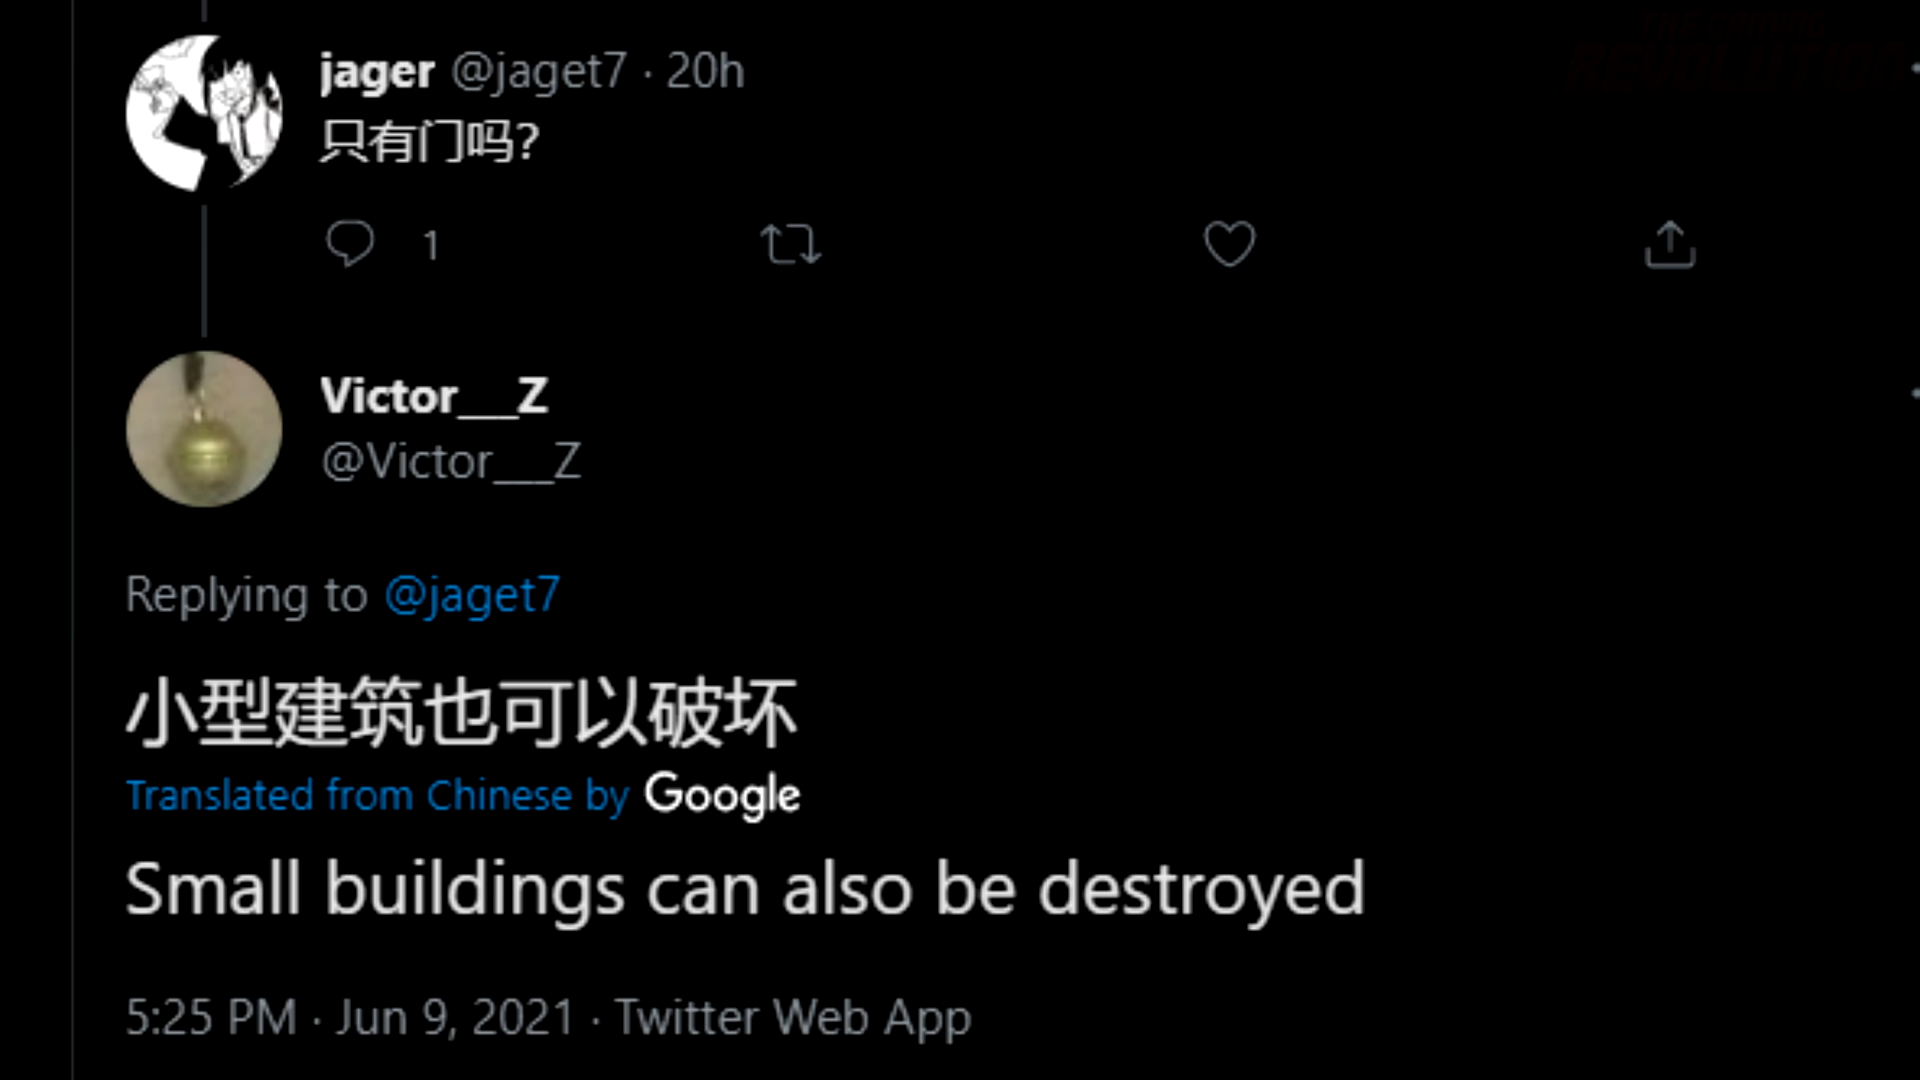 jager @jaget7 · 20h
只有门吗?
1
Victor___Z
@Victor___Z
Replying to @jaget7
小型建筑也可以破坏
Translated from Chinese by Google
Small buildings can also be destroyed
5:25 PM · Jun 9, 2021 · Twitter Web App